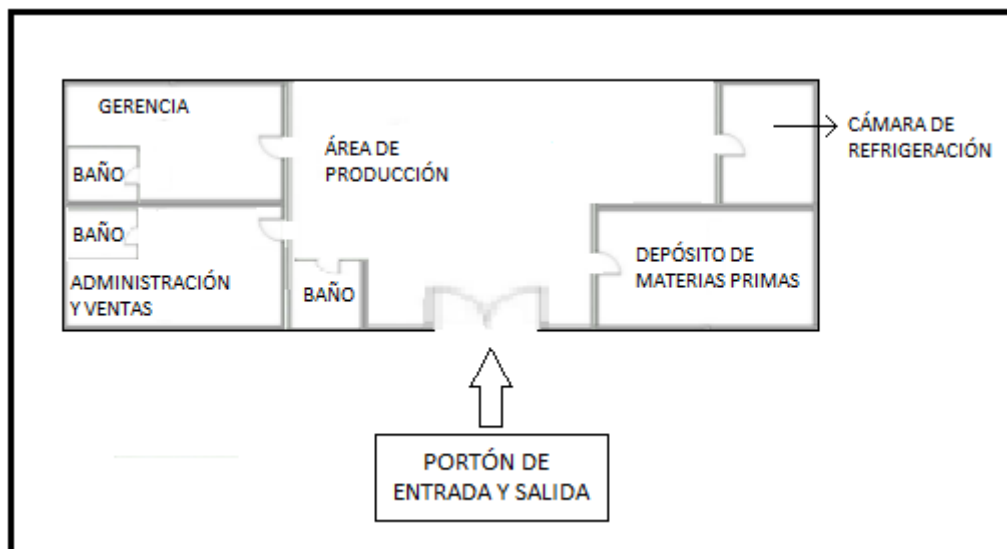 GERENCIA
BAÑO
BAÑO
ADMINISTRACIÓN
Y VENTAS
ÁREA DE
PRODUCCIÓN
BAÑO
CÁMARA DE
REFRIGERACIÓN
DEPÓSITO DE
MATERIAS PRIMAS
PORTÓN DE
ENTRADA Y SALIDA